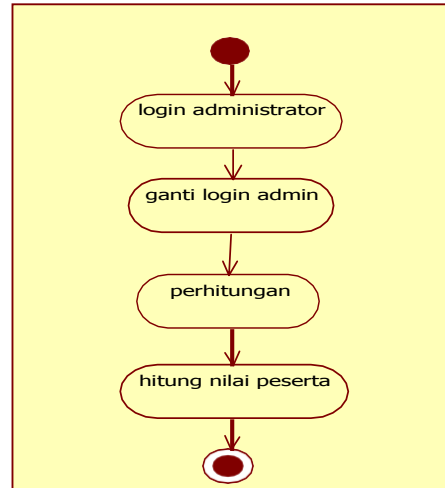 login administrator
ganti login admin
perhitungan
hitung nilai peserta